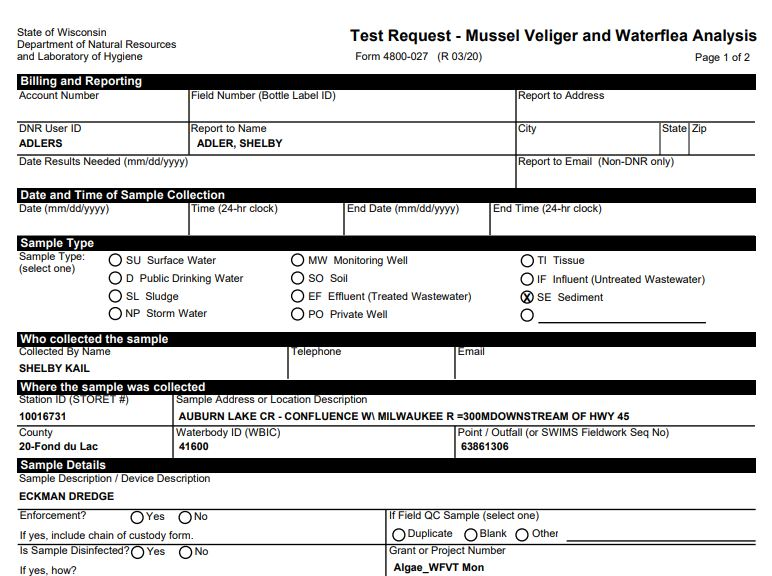 State of Wisconsin
Department of Natural Resources
and Laboratory of Hygiene
Test Request - Mussel Veliger and Waterflea Analysis
Form 4800-027 (R 03/20)
Page 1 of 2
Billing and Reporting
Account Number Field Number (Bottle Label ID) Report to Address
DNR User ID Report to Name City State Zip
ADLERS ADLER, SHELBY
Date Results Needed (mm/dd/yyyy) Report to Email (Non-DNR only)
Date and Time of Sample Collection
Date (mm/dd/yyyy) Time (24-hr clock) End Date (mm/dd/yyyy) End Time (24-hr clock)
Sample Type
Sample Type: SU Surface Water MW Monitoring Well TI Tissue
(select one)
D Public Drinking Water SO Soil IF Influent (Untreated Wastewater)
SL Sludge EF Effluent (Treated Wastewater) X SE Sediment
NP Storm Water PO Private Well
Who collected the sample
Collected By Name Telephone Email
SHELBY KAIL
Where the sample was collected
Station ID (STORET #) Sample Address or Location Description
10016731 AUBURN LAKE CR - CONFLUENCE W\ MILWAUKEE R =300MDOWNSTREAM OF HWY 45
County Waterbody ID (WBIC) Point / Outfall (or SWIMS Fieldwork Seq No)
20-Fond du Lac 41600 63861306
Sample Details
Sample Description / Device Description
ECKMAN DREDGE
Enforcement? Yes No If Field QC Sample (select one)
If yes, include chain of custody form. Duplicate Blank Other
Is Sample Disinfected? Yes No Grant or Project Number
If yes, how? Algae_WFVT Mon